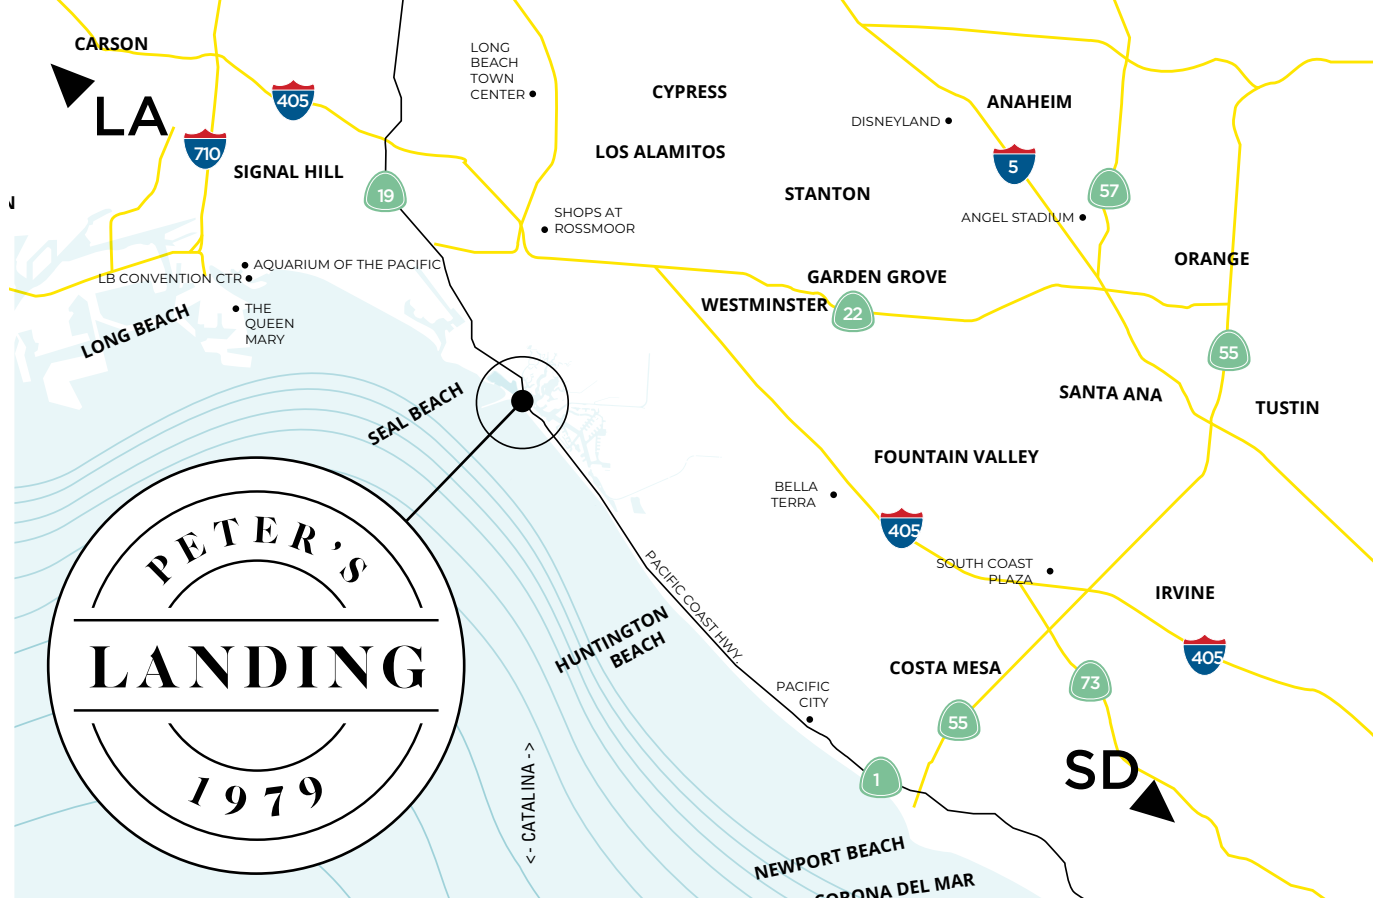 CARSON
LA
405
710
SIGNAL HILL
19
LONG
BEACH
TOWN
CENTER
CYPRESS
LOS ALAMITOS
STANTON
ANAHEIM
DISNEYLAND
5
57
ANGEL STADIUM
ORANGE
SHOPS AT
ROSSMOOR
AQUARIUM OF THE PACIFIC
LB CONVENTION CTR
THE
QUEEN
MARY
LONG BEACH
GARDEN GROVE
WESTMINSTER
22
55
SANTA ANA
TUSTIN
SEAL BEACH
FOUNTAIN VALLEY
BELLA
TERRA
405
SOUTH COAST
PLAZA
IRVINE
405
PACIFIC COAST HWY.
HUNTINGTON
BEACH
COSTA MESA
PACIFIC
CITY
55
73
1
SD
PETER'S
LANDING
1979
<- CATALINA ->
NEWPORT BEACH
CORONA DEL MAR